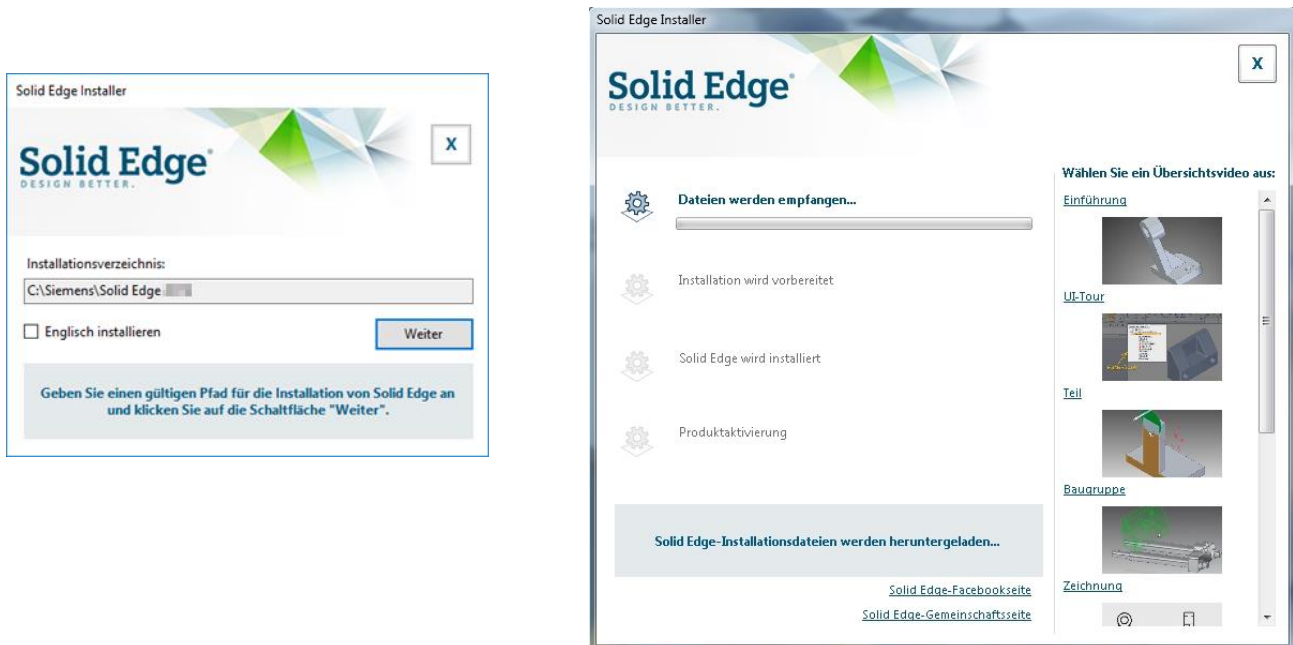 Solid Edge Installer
Solid Edge®
DESIGN BETTER.
X
Installationsverzeichnis:
C:\Siemens\Solid Edge
Englisch installieren
Weiter
Geben Sie einen gültigen Pfad für die Installation von Solid Edge an
und klicken Sie auf die Schaltfläche "Weiter".
Solid Edge Installer
Solid Edge®
DESIGN BETTER.
X
Dateien werden empfangen...
Installation wird vorbereitet
Solid Edge wird installiert
Produktaktivierung
Solid Edge-Installationsdateien werden heruntergeladen...
Solid Edge-Facebookseite
Solid Edge-Gemeinschaftsseite
Wählen Sie ein Übersichtsvideo aus:
Einführung
UI-Tour
Teil
Baugruppe
Zeichnung